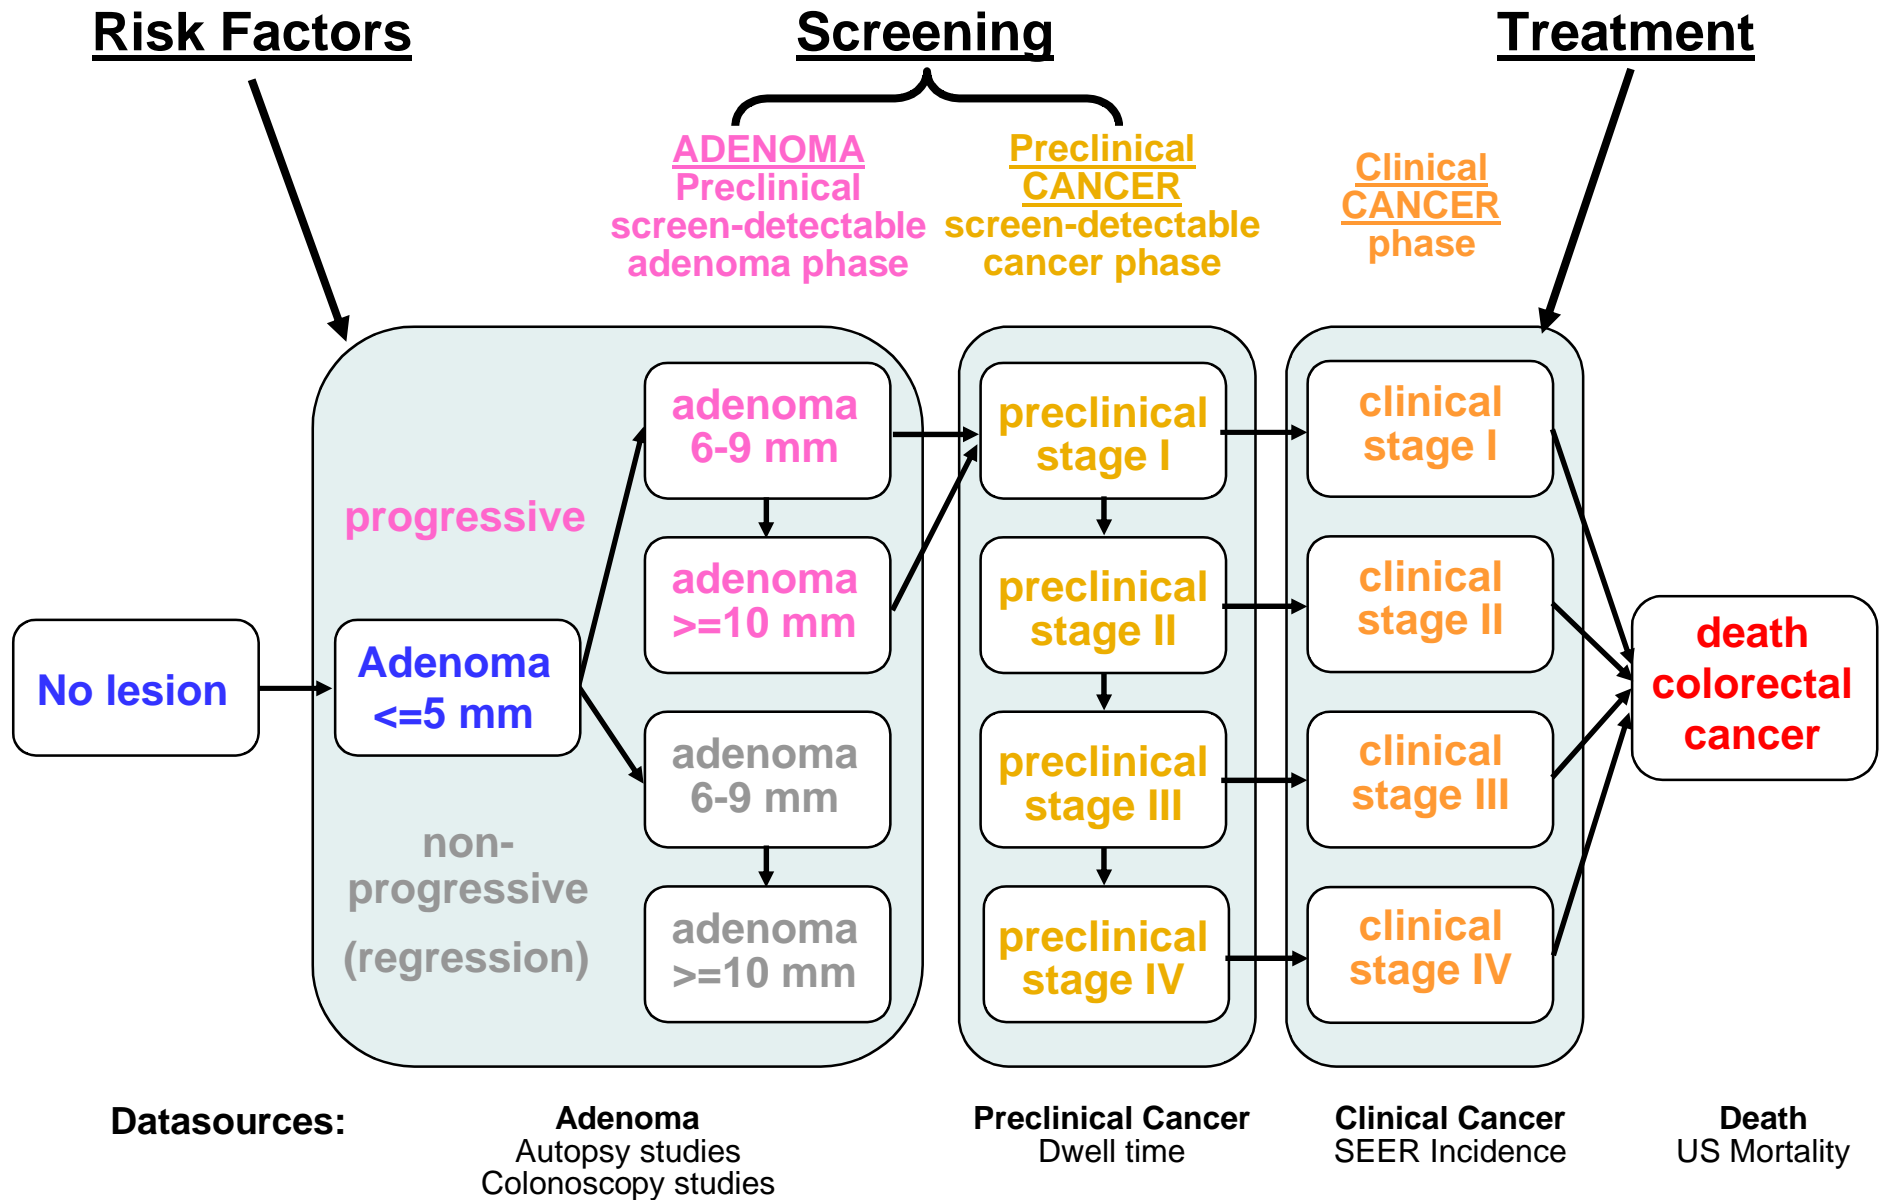 Risk Factors
Screening
Treatment
ADENOMA
Preclinical
screen-detectable
adenoma phase
Preclinical
CANCER
screen-detectable
cancer phase
Clinical
CANCER
phase
No lesion
Adenoma
<=5 mm
progressive
non-
progressive
(regression)
adenoma
6-9 mm
adenoma
>=10 mm
adenoma
6-9 mm
adenoma
>=10 mm
preclinical
stage I
preclinical
stage II
preclinical
stage III
preclinical
stage IV
clinical
stage I
clinical
stage II
clinical
stage III
clinical
stage IV
death
colorectal
cancer
Datasources:
Adenoma
Autopsy studies
Colonoscopy studies
Preclinical Cancer
Dwell time
Clinical Cancer
SEER Incidence
Death
US Mortality